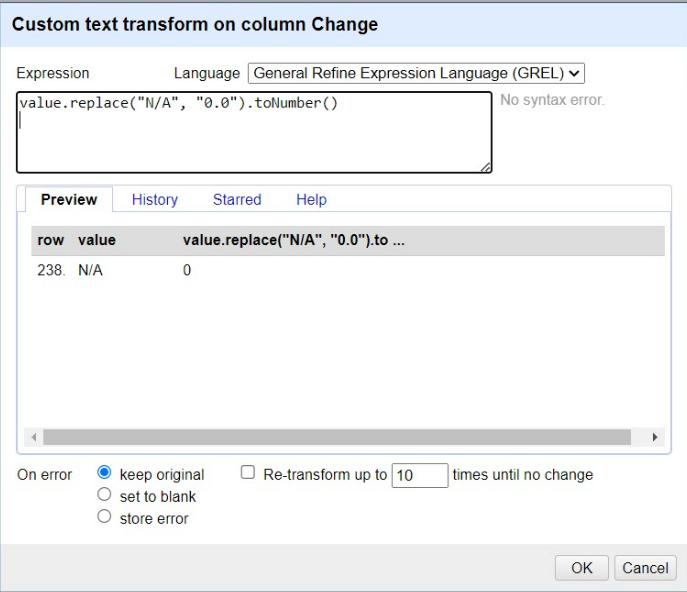 Custom text transform on column Change
Expression Language General Refine Expression Language (GREL)
value.replace("N/A", "0.0").toNumber() No syntax error.
Preview History Starred Help
row value value.replace("N/A", "0.0").to ...
238. N/A 0
On error keep original Re-transform up to 10 times until no change
set to blank
store error
OK Cancel